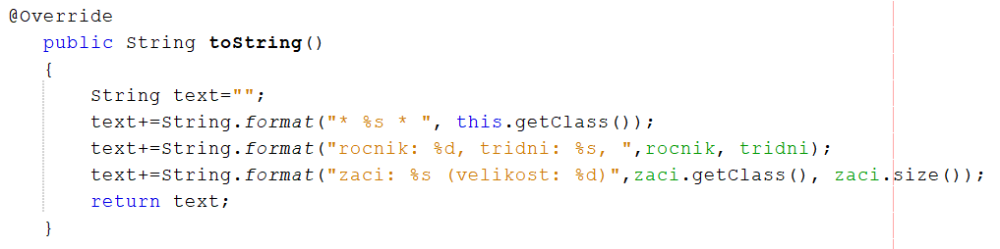 @Override
public String toString()
{
String text="";
text+=String.format("* %s * ", this.getClass());
text+=String.format("rocnik: %d, tridni: %s, ",rocnik, tridni);
text+=String.format("zaci: %s (velikost: %d)",zaci.getClass(), zaci.size());
return text;
}